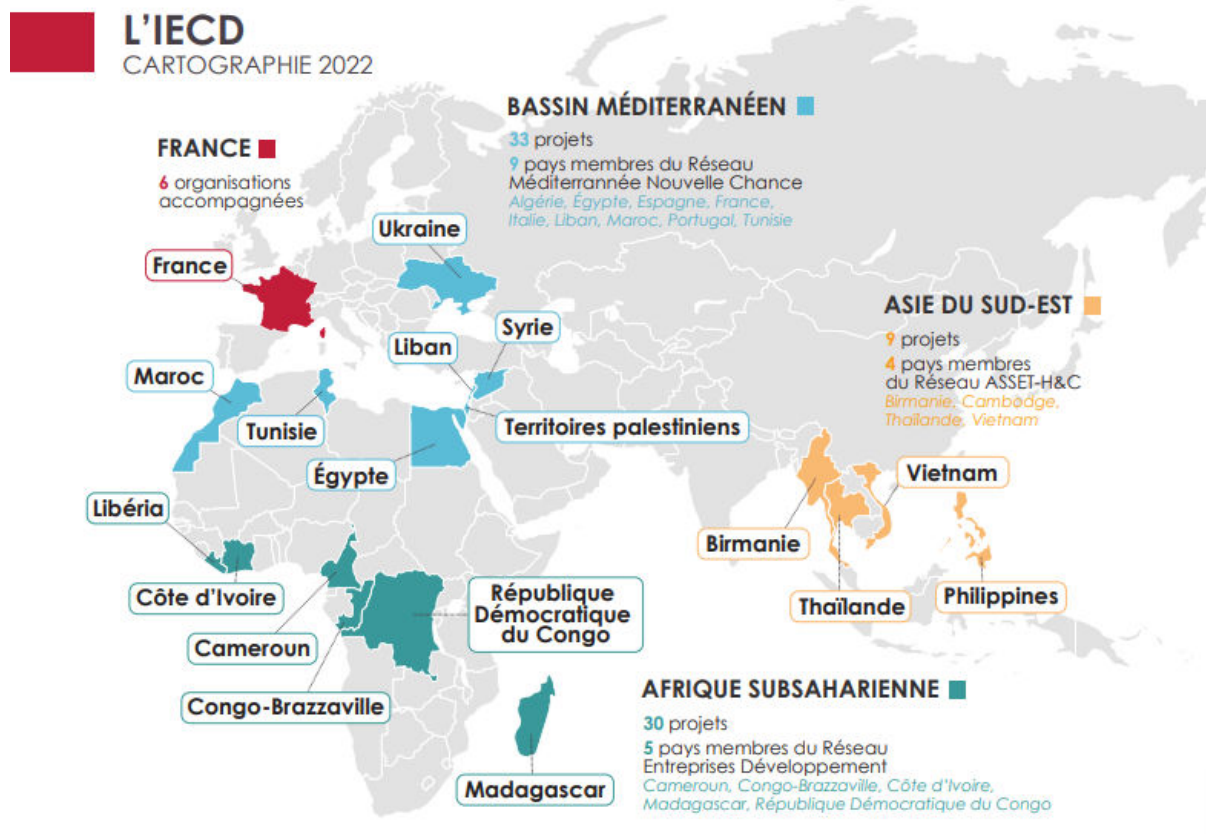 L'IECD
CARTOGRAPHIE 2022
BASSIN MÉDITERRANÉEN
33 projets
9 pays membres du Réseau
Méditerrannée Nouvelle Chance
Algérie, Égypte, Espagne, France,
Italie, Liban, Maroc, Portugal, Tunisie
FRANCE
6 organisations
accompagnées
Ukraine
France
ASIE DU SUD-EST
9 projets
4 pays membres
du Réseau ASSET-H&C
Birmanie, Cambodge,
Thaïlande, Vietnam
Syrie
Liban
Maroc
Tunisie
Territoires palestiniens
Égypte
Vietnam
Libéria
Birmanie
Côte d'Ivoire
République
Démocratique
du Congo
Thaïlande
Philippines
Cameroun
Congo-Brazzaville
AFRIQUE SUBSAHARIENNE
30 projets
5 pays membres du Réseau
Entreprises Développement
Cameroun, Congo-Brazzaville, Côte d'Ivoire,
Madagascar, République Démocratique du Congo
Madagascar